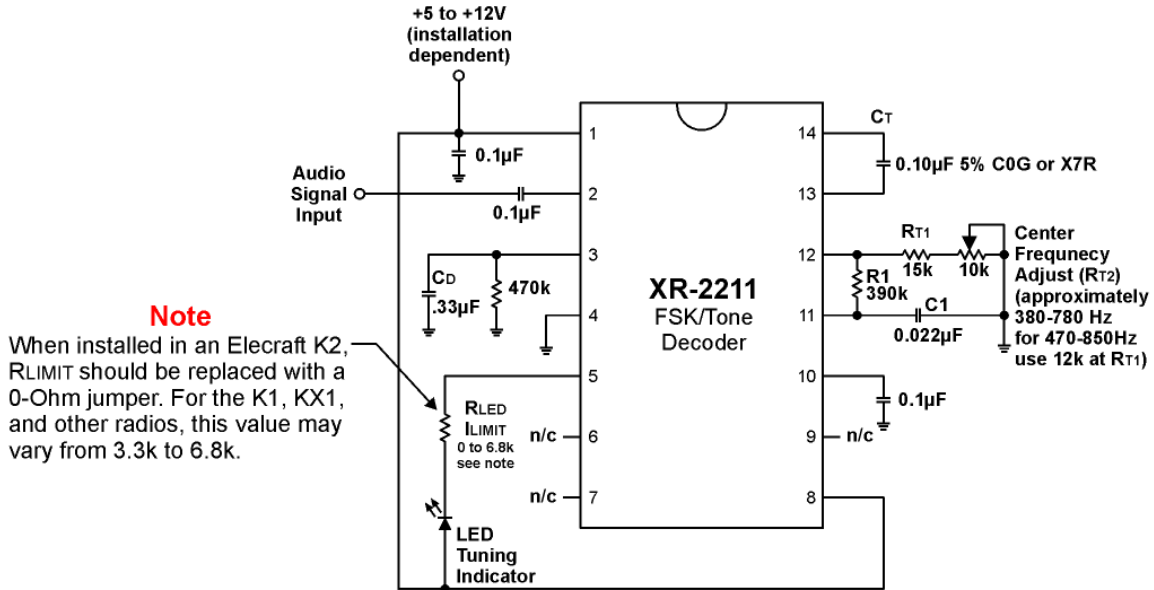 +5 to +12V
(installation
dependent)
1
0.1µF
Audio
Signal
Input
0.1µF
2
3
CD
.33µF
470k
4
Note
When installed in an Elecraft K2,
RLIMIT should be replaced with a
0-Ohm jumper. For the K1, KX1,
and other radios, this value may
vary from 3.3k to 6.8k.
5
RLED
ILIMIT
0 to 6.8k
see note
n/c
6
n/c
7
LED
Tuning
Indicator
XR-2211
FSK/Tone
Decoder
14
CT
0.10µF 5% C0G or X7R
13
12
RT1
15k
10k
R1
390k
11
C1
0.022µF
Center
Frequnecy
Adjust (RT2)
(approximately
380-780 Hz
for 470-850Hz
use 12k at RT1)
10
0.1µF
9
n/c
8